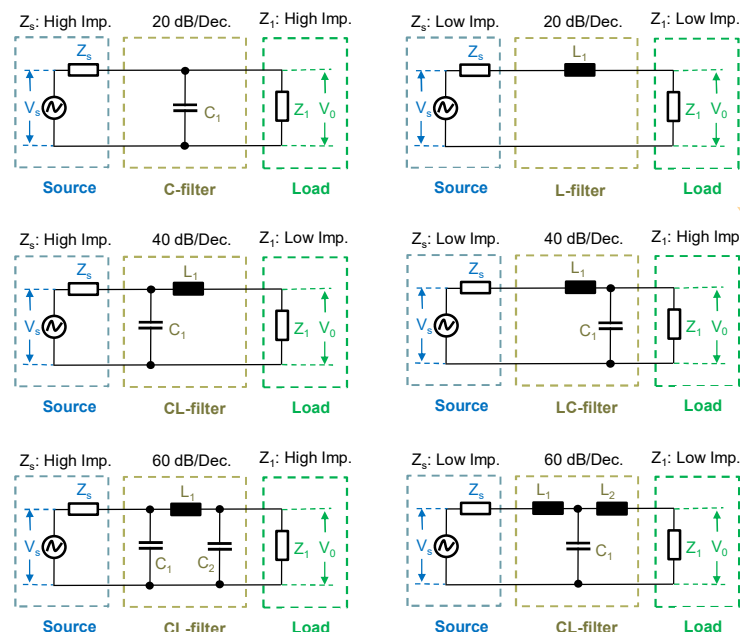 Zs: High Imp. 20 dB/Dec. Z1: High Imp.
Zs
Vs C1 Z1 V0
Source C-filter Load
Zs: Low Imp. 20 dB/Dec. Z1: Low Imp.
Zs L1
Vs Z1 V0
Source L-filter Load
Zs: High Imp. 40 dB/Dec. Z1: Low Imp.
Zs L1
Vs C1 Z1 V0
Source CL-filter Load
Zs: Low Imp. 40 dB/Dec. Z1: High Imp.
Zs L1
Vs C1 Z1 V0
Source LC-filter Load
Zs: High Imp. 60 dB/Dec. Z1: High Imp.
Zs L1
Vs C1 C2 Z1 V0
Source CL-filter Load
Zs: Low Imp. 60 dB/Dec. Z1: Low Imp.
Zs L1 L2
Vs C1 Z1 V0
Source CL-filter Load